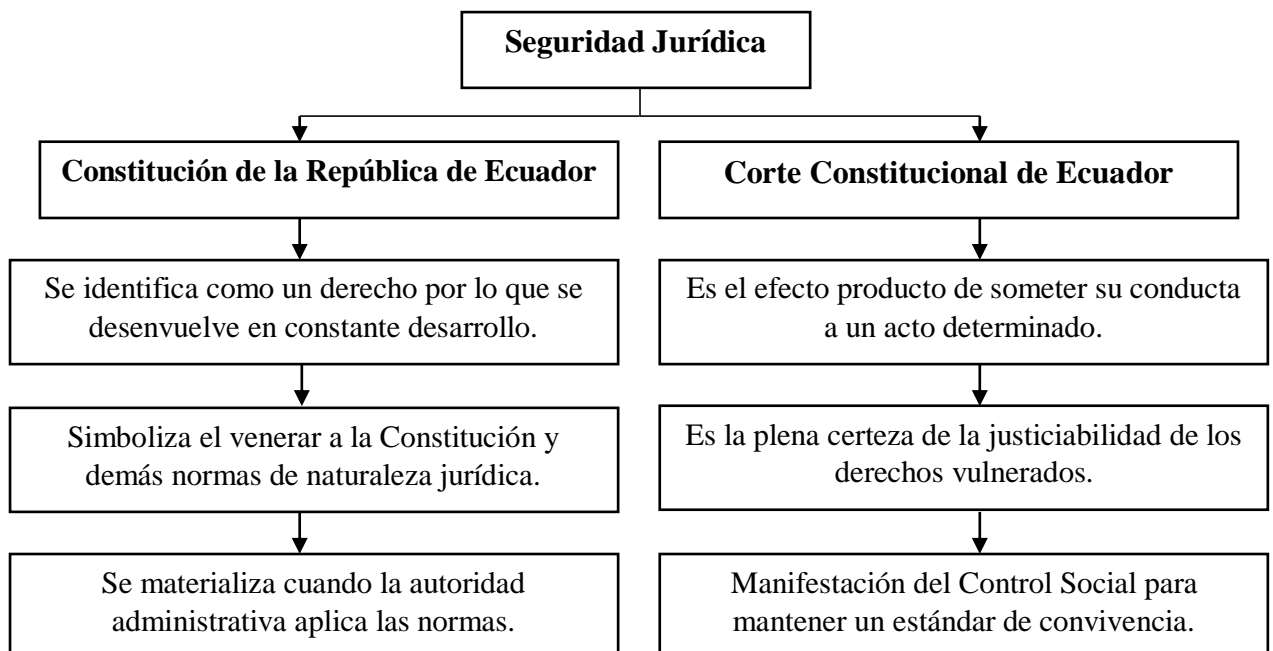 Seguridad Jurídica
Constitución de la República de Ecuador
Se identifica como un derecho por lo que se
desenvuelve en constante desarrollo.
Simboliza el venerar a la Constitución y
demás normas de naturaleza jurídica.
Se materializa cuando la autoridad
administrativa aplica las normas.
Corte Constitucional de Ecuador
Es el efecto producto de someter su conducta
a un acto determinado.
Es la plena certeza de la justiciabilidad de los
derechos vulnerados.
Manifestación del Control Social para
mantener un estándar de convivencia.